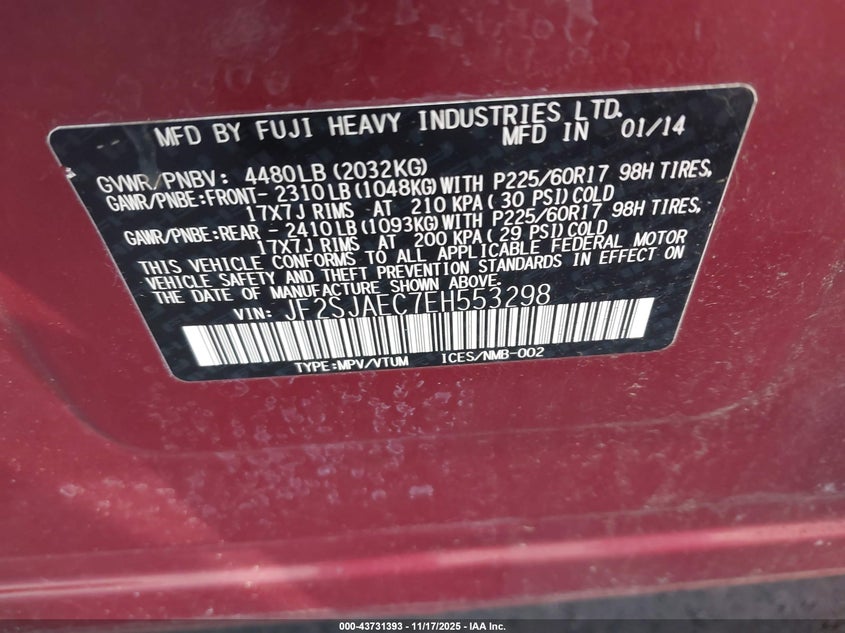 MFD BY FUJI HEAVY INDUSTRIES LTD.
MFD IN 01/14
GVWR/PNBV: 4480LB (2032KG)
GAWR/PNBE:FRONT- 2310LB (1048KG) WITH P225/60R17 98H TIRES,
17X7J RIMS AT 210 KPA ( 30 PSI) COLD
GAWR/PNBE:REAR - 2410LB (1093KG) WITH P225/60R17 98H TIRES,
17X7J RIMS AT 200 KPA ( 29 PSI) COLD
THIS VEHICLE CONFORMS TO ALL APPLICABLE FEDERAL MOTOR
VEHICLE SAFETY AND THEFT PREVENTION STANDARDS IN EFFECT ON
THE DATE OF MANUFACTURE SHOWN ABOVE.
VIN: JF2SJAEC7EH553298
TYPE:MPV/VTUM ICES/NMB-002
000-43731393 - 11/17/2025 - IAA Inc.